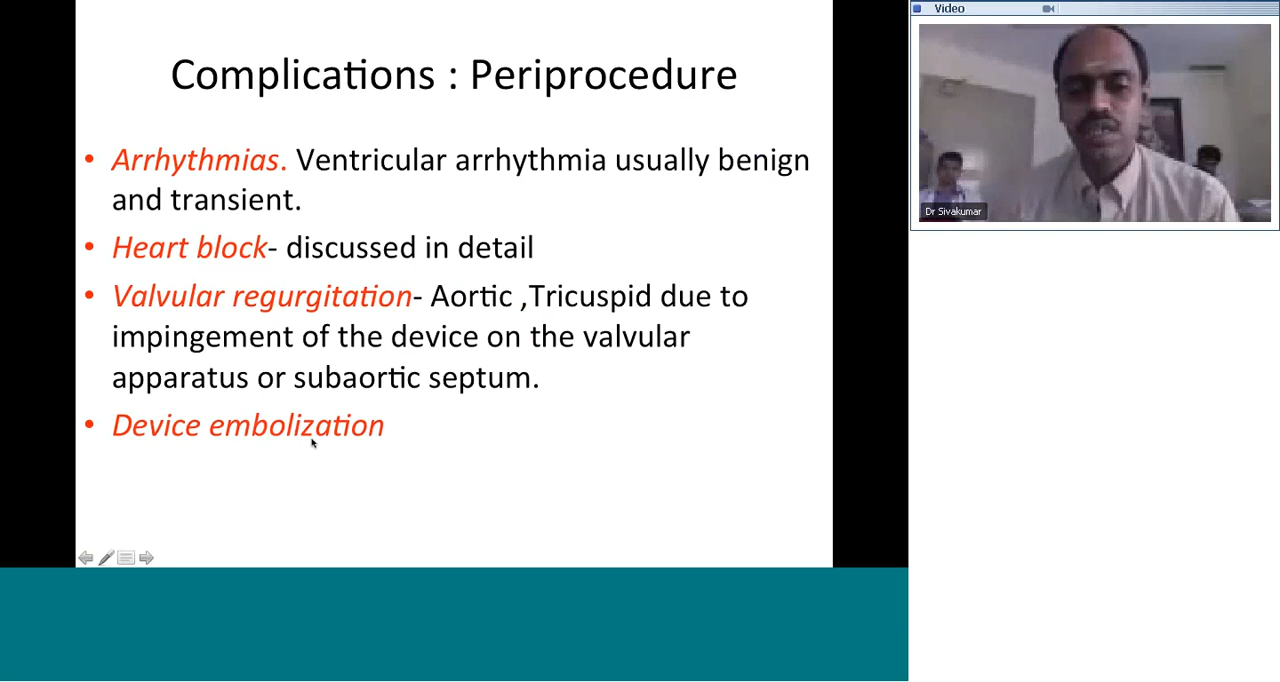 Complications : Periprocedure
• Arrhythmias. Ventricular arrhythmia usually benign
and transient.
• Heart block- discussed in detail
• Valvular regurgitation- Aortic ,Tricuspid due to
impingement of the device on the valvular
apparatus or subaortic septum.
• Device embolization
Video
Dr Sivakumar